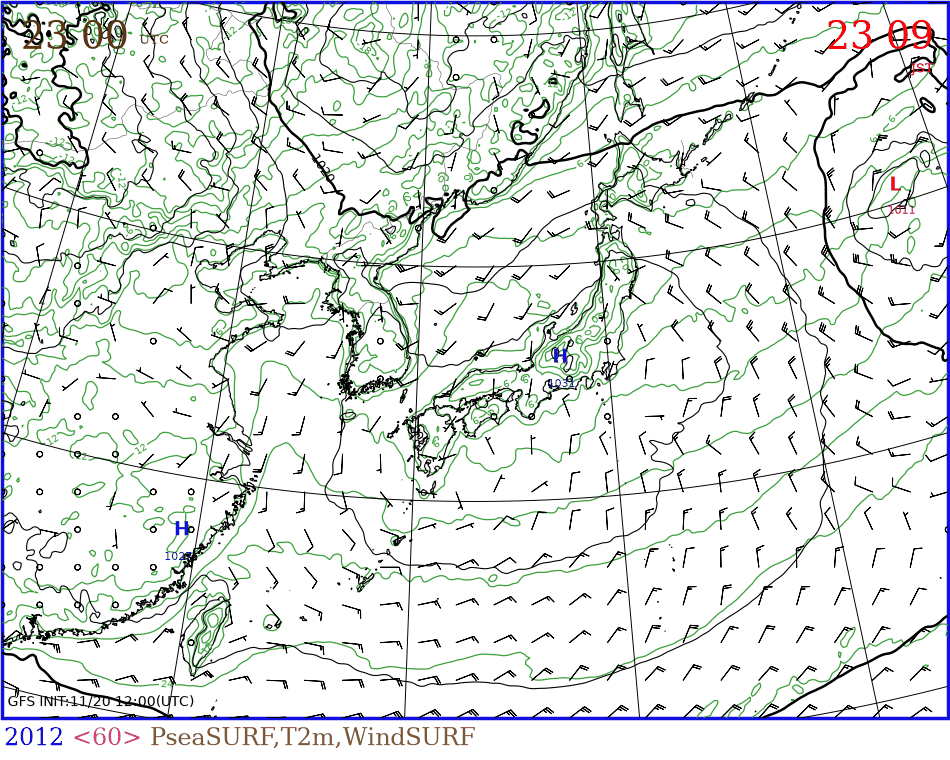 23 00 UTC
23 09
JST
L
1011
H
1031
H
GFS INIT:11/20 12:00(UTC)
2012 <60> PseaSURF,T2m,WindSURF